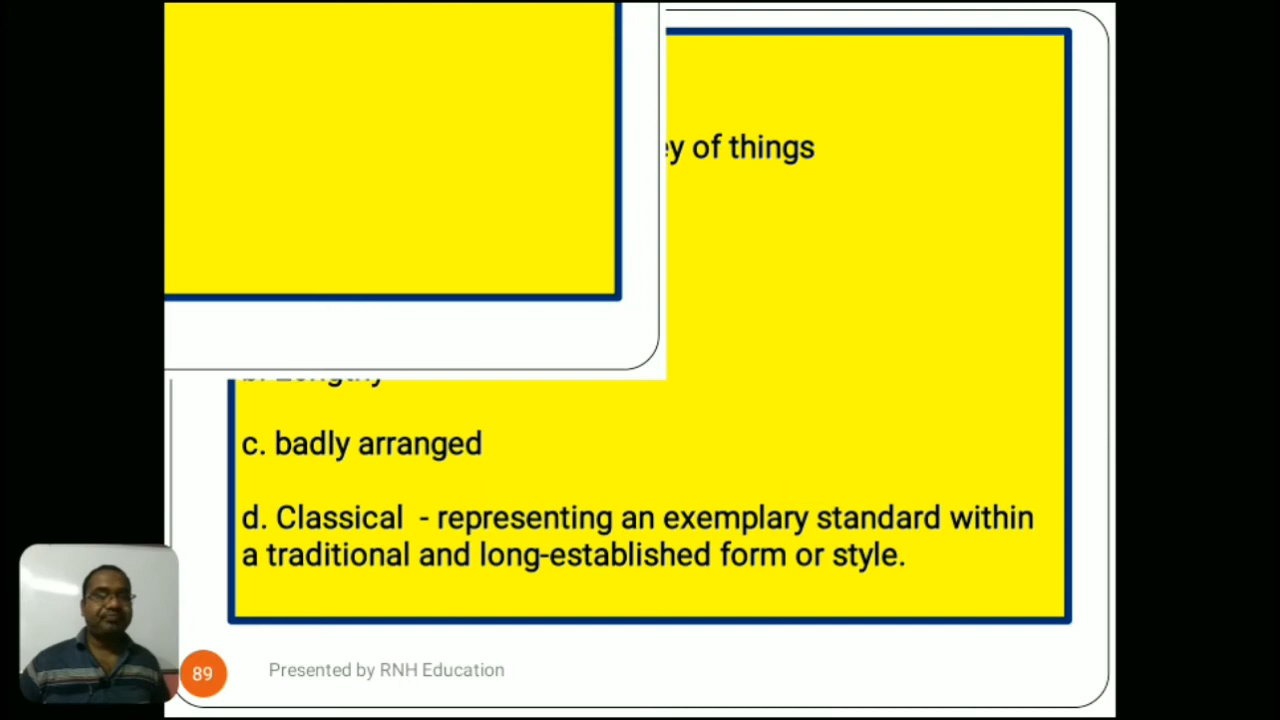 of things
c. badly arranged
d. Classical - representing an exemplary standard within
a traditional and long-established form or style.
89
Presented by RNH Education